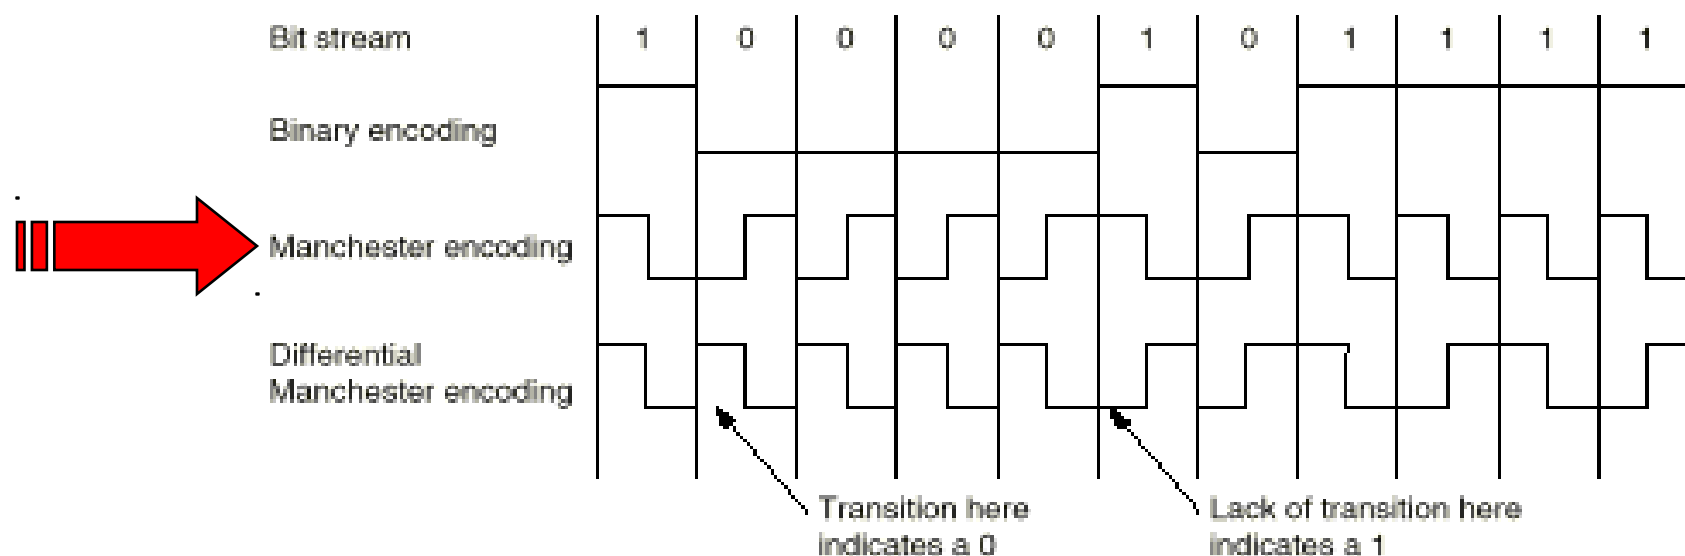 Bit stream 1 0 0 0 0 1 0 1 1 1 1
Binary encoding
Manchester encoding
Differential
Manchester encoding
Transition here
indicates a 0
Lack of transition here
indicates a 1